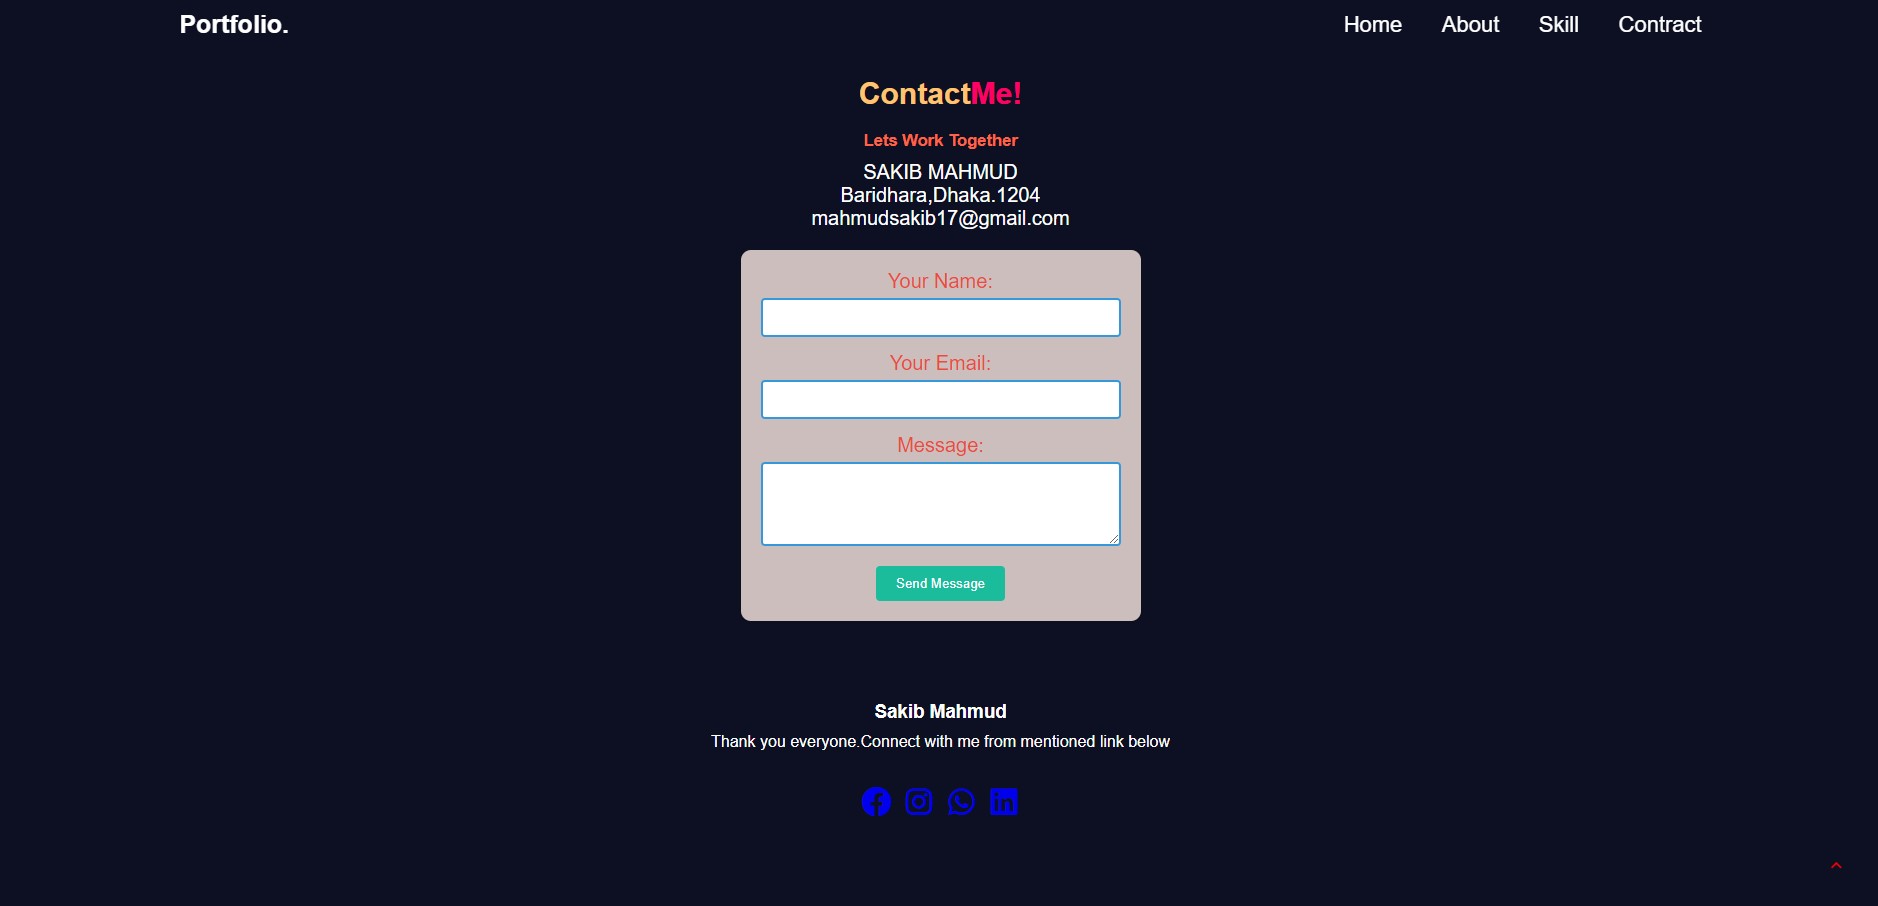 Portfolio.
Home About Skill Contract
ContactMe!
Lets Work Together
SAKIB MAHMUD
Baridhara,Dhaka.1204
mahmudsakib17@gmail.com
Your Name:
Your Email:
Message:
Send Message
Sakib Mahmud
Thank you everyone.Connect with me from mentioned link below